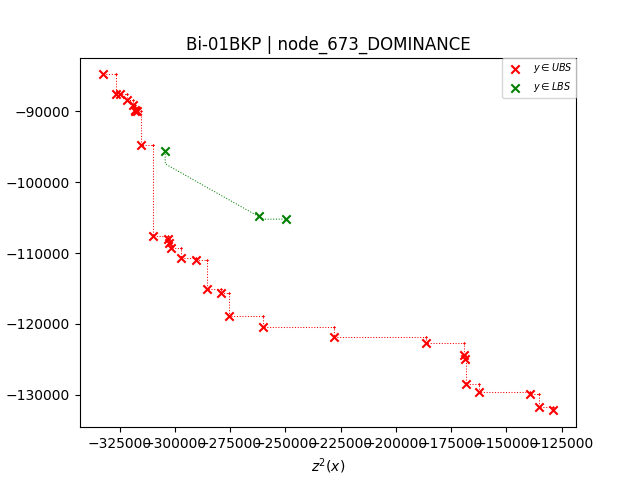 Bi-01BKP | node_673_DOMINANCE
y ∈ UBS
y ∈ LBS
−90000
−100000
−110000
−120000
−130000
−325000 −300000 −275000 −250000 −225000 −200000 −175000 −150000 −125000
z²(x)